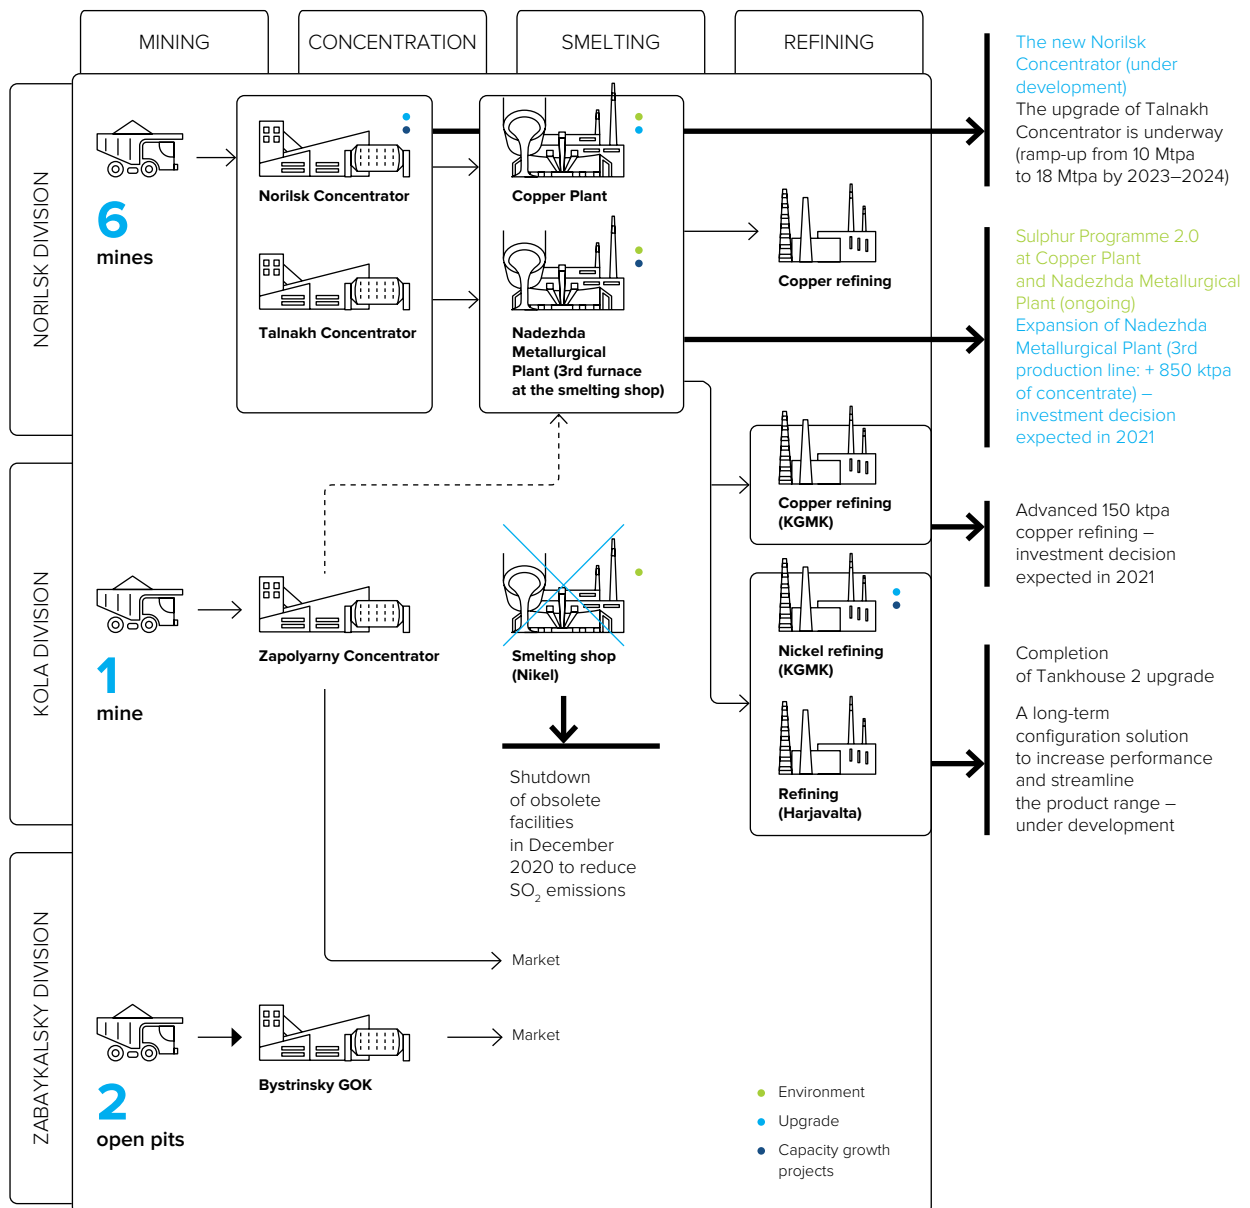 MINING
CONCENTRATION
SMELTING
REFINING
NORILSK DIVISION
6
mines
Norilsk Concentrator
Talnakh Concentrator
Copper Plant
Nadezhda
Metallurgical
Plant (3rd furnace
at the smelting shop)
Copper refining
The new Norilsk
Concentrator (under
development)
The upgrade of Talnakh
Concentrator is underway
(ramp-up from 10 Mtpa
to 18 Mtpa by 2023–2024)
Sulphur Programme 2.0
at Copper Plant
and Nadezhda Metallurgical
Plant (ongoing)
Expansion of Nadezhda
Metallurgical Plant (3rd
production line: + 850 ktpa
of concentrate) –
investment decision
expected in 2021
KOLA DIVISION
1
mine
Zapolyarny Concentrator
Smelting shop
(Nikel)
Shutdown
of obsolete
facilities
in December
2020 to reduce
SO₂ emissions
Copper refining
(KGMK)
Nickel refining
(KGMK)
Refining
(Harjavalta)
Advanced 150 ktpa
copper refining –
investment decision
expected in 2021
Completion
of Tankhouse 2 upgrade
A long-term
configuration solution
to increase performance
and streamline
the product range –
under development
Market
ZABAYKALSKY DIVISION
2
open pits
Bystrinsky GOK
Market
Environment
Upgrade
Capacity growth
projects